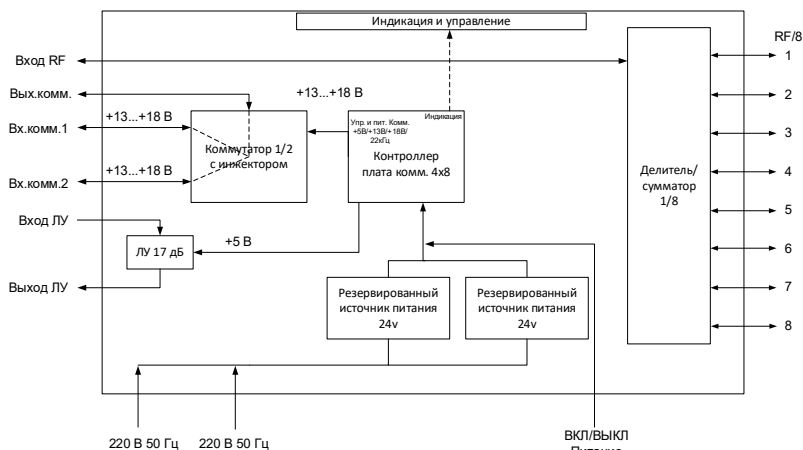 Индикация и управление
RF/8
Вход RF
1
Вых.комм.
+13...+18 В
2
+13...+18 В
Упр. и пит. Комм.
+5В/+13В/+18В/
22кГц
Индикация
Вх.комм.1
Коммутатор 1/2
с инжектором
Контроллер
плата комм. 4x8
3
Делитель/
сумматор
1/8
+13...+18 В
Вх.комм.2
4
Вход ЛУ
5
ЛУ 17 дБ
+5 В
6
Выход ЛУ
Резервированный
источник питания
24v
Резервированный
источник питания
24v
7
8
220 В 50 Гц
220 В 50 Гц
ВКЛ/ВЫКЛ
Питание